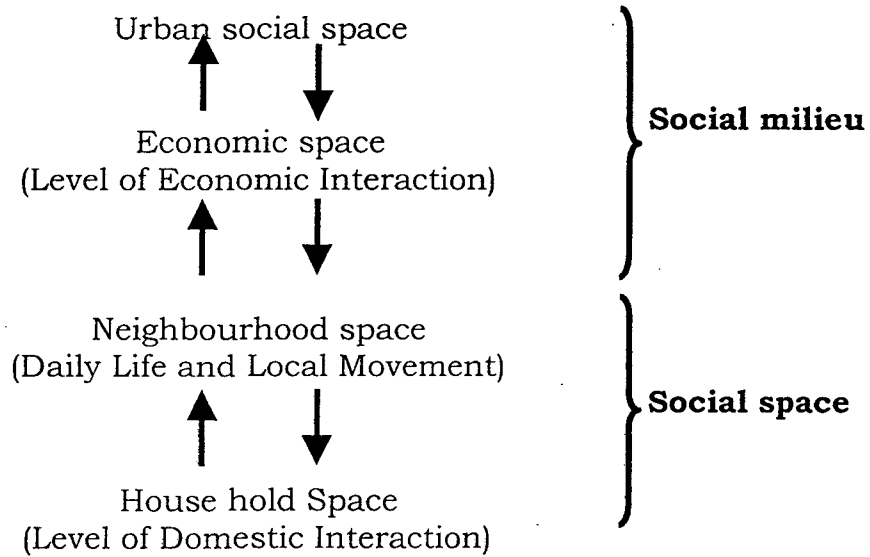 Urban social space
Economic space
(Level of Economic Interaction)
Social milieu
Neighbourhood space
(Daily Life and Local Movement)
Social space
House hold Space
(Level of Domestic Interaction)